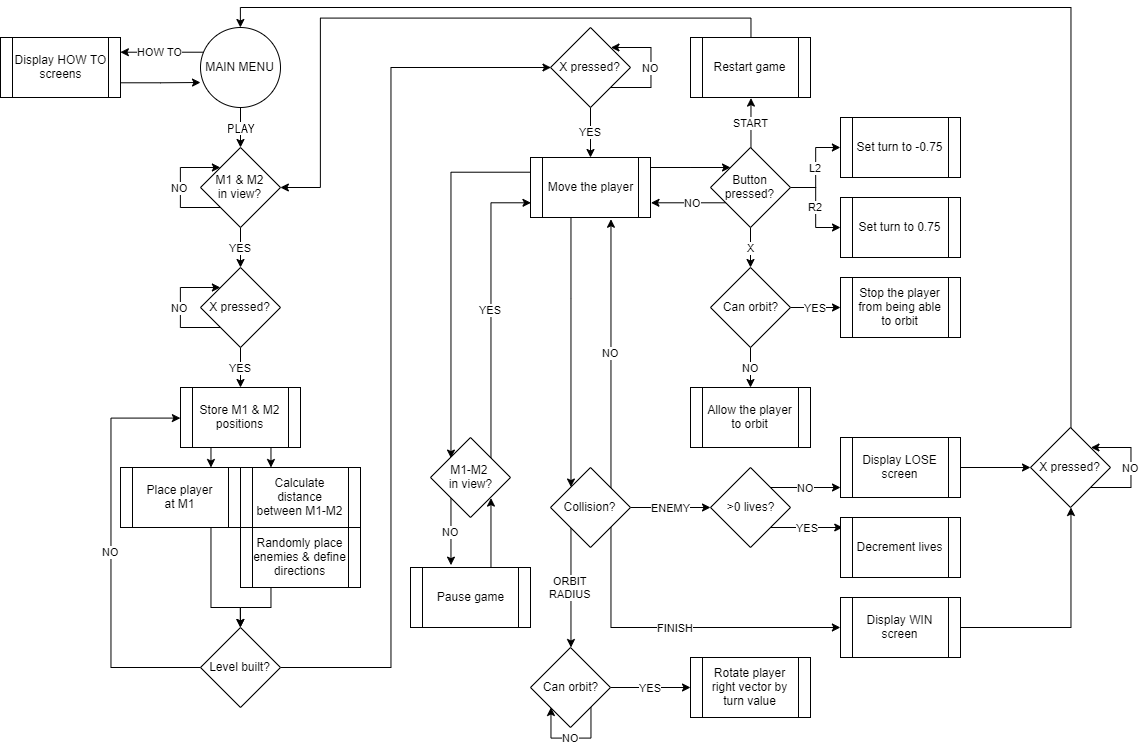 Display HOW TO
screens
HOW TO
MAIN MENU
PLAY
M1 & M2
in view?
NO
YES
X pressed?
NO
YES
Store M1 & M2
positions
Place player
at M1
Calculate
distance
between M1-M2
Randomly place
enemies & define
directions
NO
Level built?
X pressed?
NO
YES
Move the player
YES
M1-M2
in view?
NO
Pause game
Restart game
START
Button
pressed?
NO
L2
R2
Set turn to -0.75
Set turn to 0.75
X
Can orbit?
YES
Stop the player
from being able
to orbit
NO
Allow the player
to orbit
NO
Collision?
ENEMY
>0 lives?
NO
YES
Display LOSE
screen
Decrement lives
X pressed?
NO
ORBIT
RADIUS
FINISH
Display WIN
screen
Can orbit?
YES
NO
Rotate player
right vector by
turn value